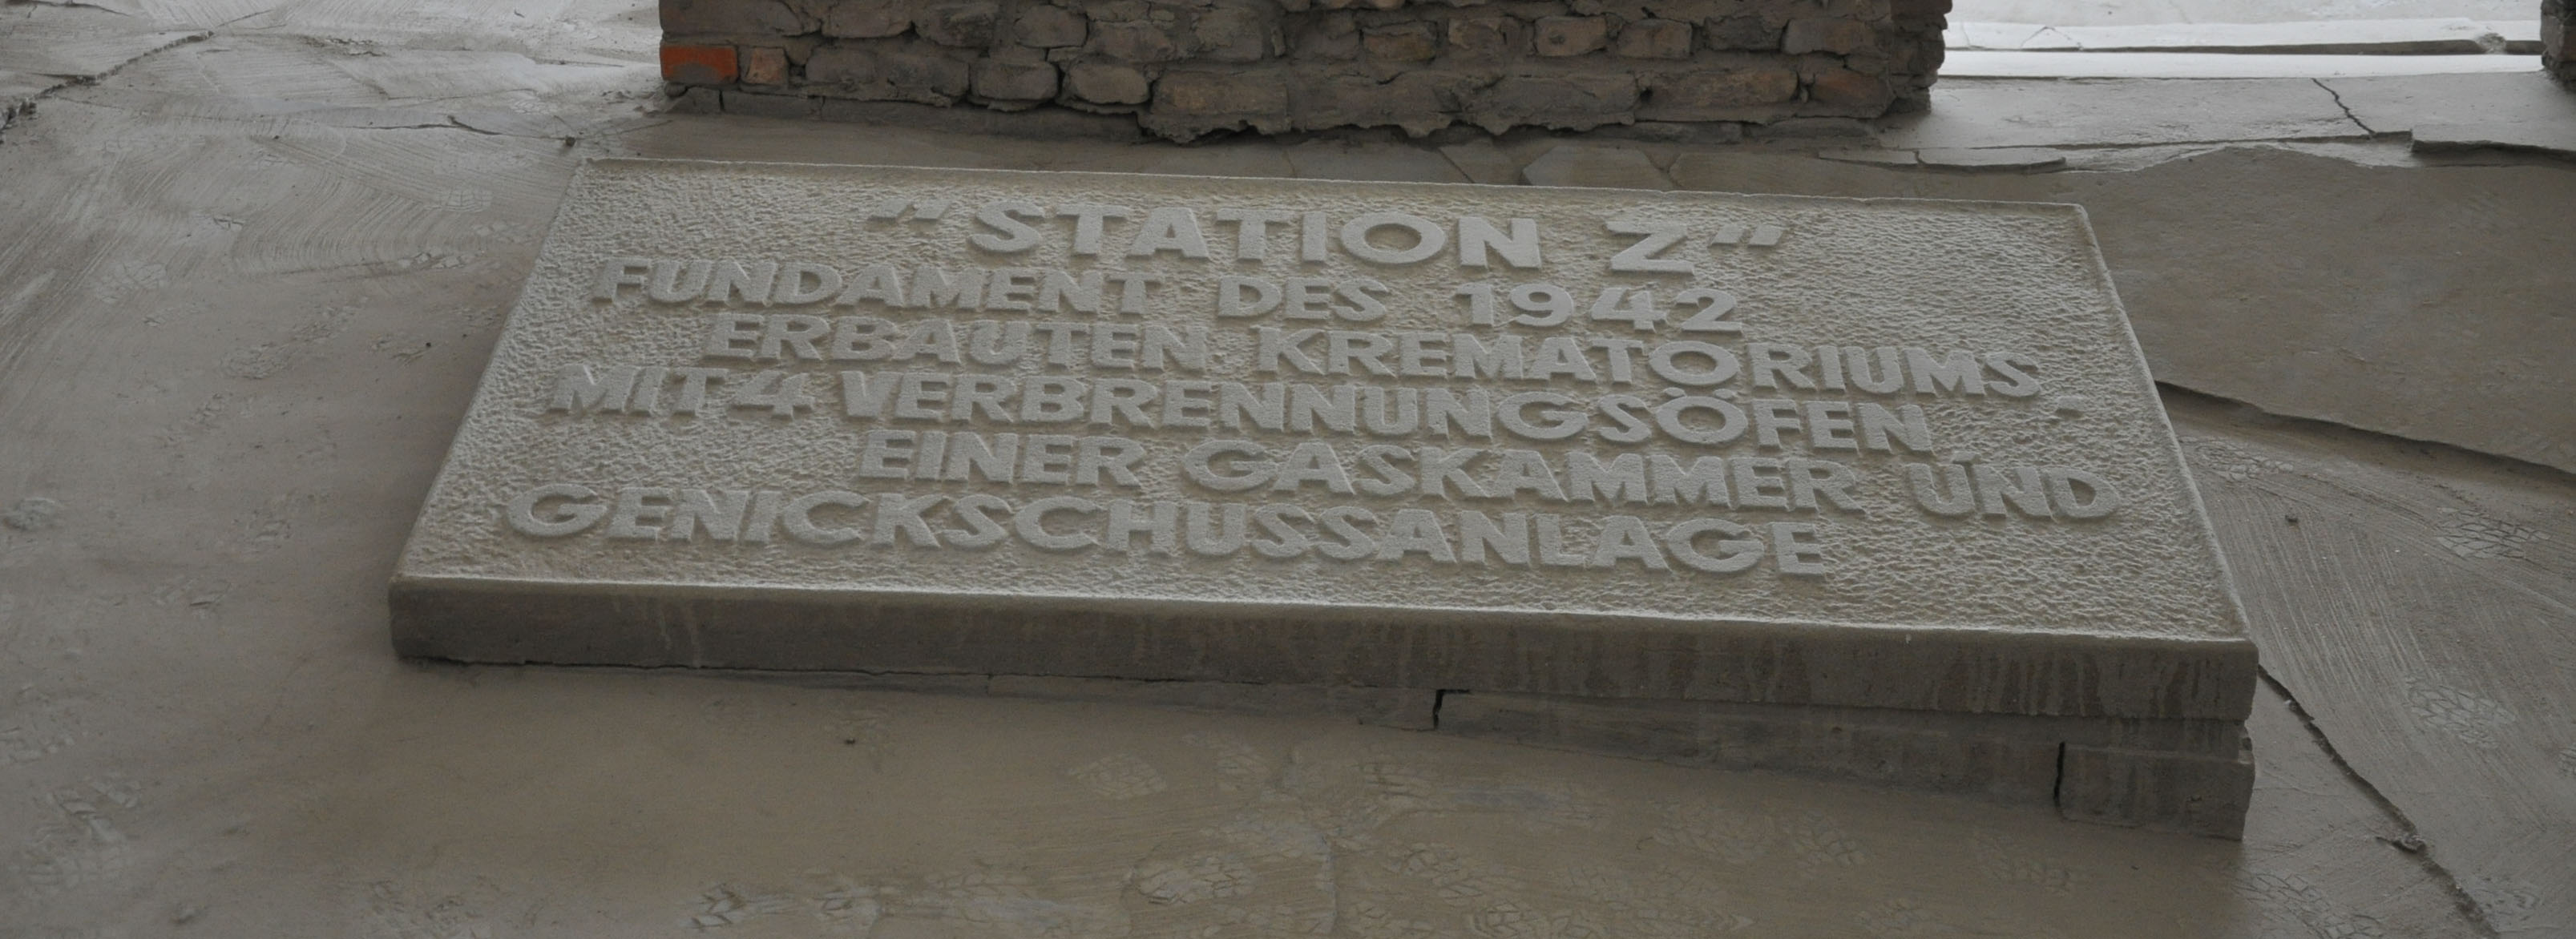 "STATION Z"
FUNDAMENT DES 1942
ERBAUTEN KREMATORIUMS
MIT 4 VERBRENNUNGSÖFEN
EINER GASKAMMER UND
GENICKSCHUSSANLAGE